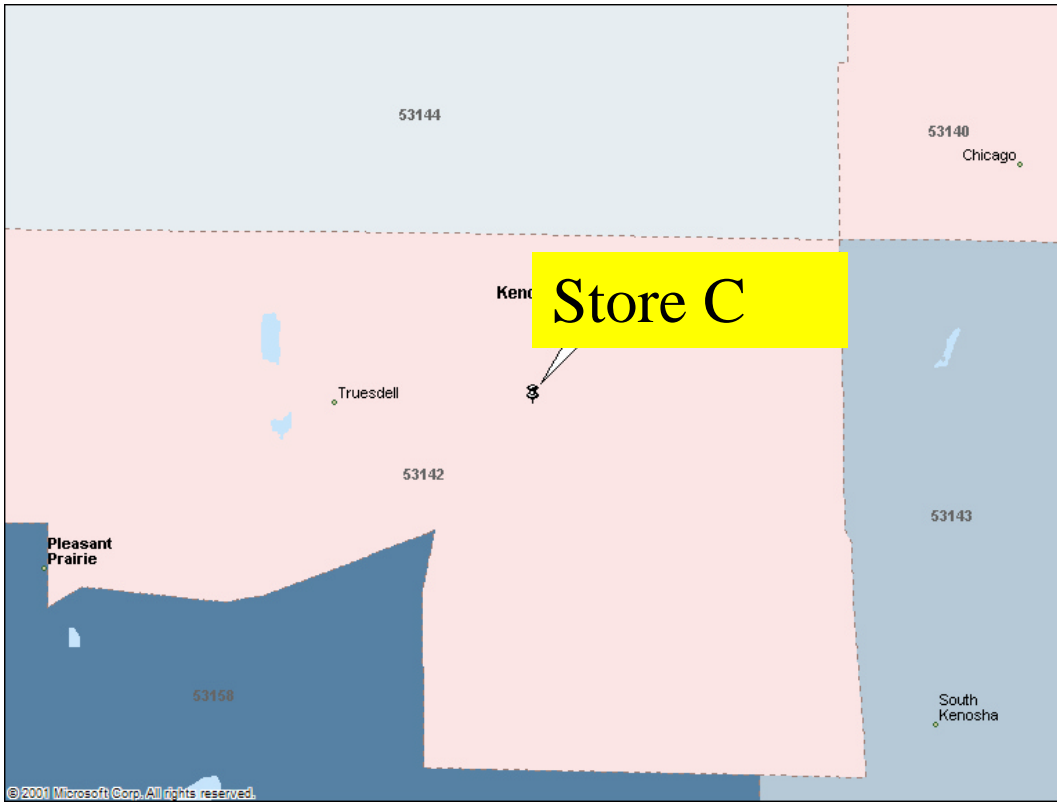 53144
53140
Chicago
Store C
Truesdell
53142
53143
Pleasant
Prairie
53158
South
Kenosha
© 2001 Microsoft Corp. All rights reserved.